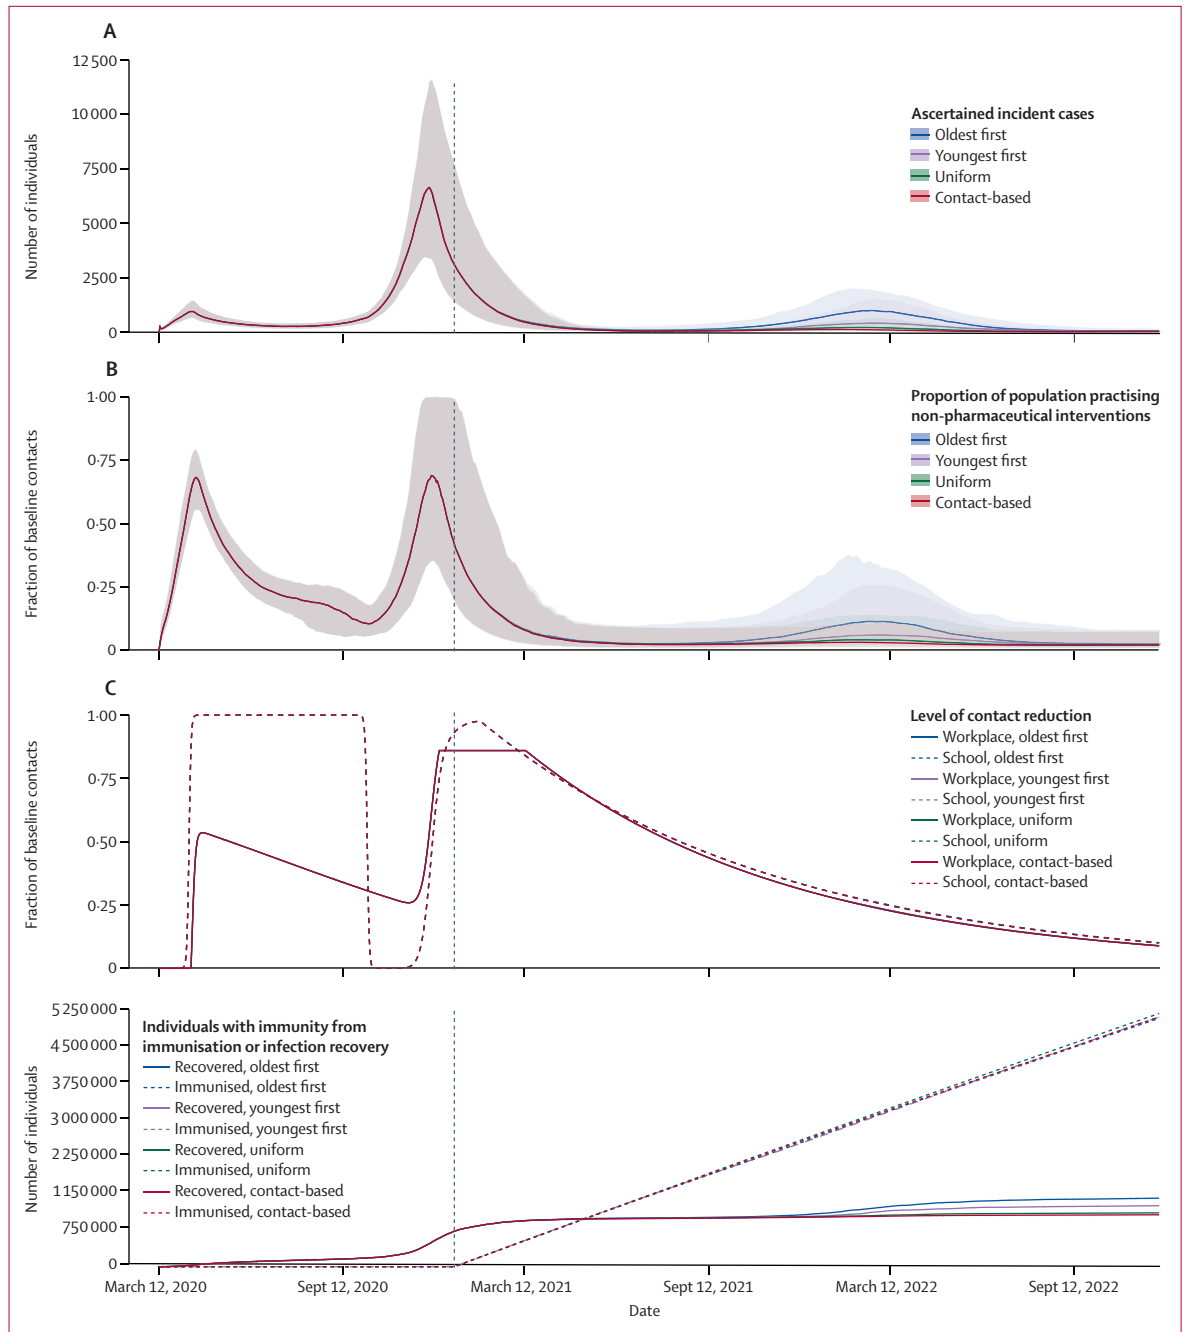 A
12 500
10 000
7500
5000
2500
0
Number of individuals
Ascertained incident cases
Oldest first
Youngest first
Uniform
Contact-based
B
1·00
0·75
0·50
0·25
0
Fraction of baseline contacts
Proportion of population practising
non-pharmaceutical interventions
Oldest first
Youngest first
Uniform
Contact-based
C
1·00
0·75
0·50
0·25
0
Fraction of baseline contacts
Level of contact reduction
Workplace, oldest first
School, oldest first
Workplace, youngest first
School, youngest first
Workplace, uniform
School, uniform
Workplace, contact-based
School, contact-based
5 250 000
4 500 000
3 750 000
3 000 000
2 250 000
1 150 000
750 000
0
Number of individuals
Individuals with immunity from
immunisation or infection recovery
Recovered, oldest first
Immunised, oldest first
Recovered, youngest first
Immunised, youngest first
Recovered, uniform
Immunised, uniform
Recovered, contact-based
Immunised, contact-based
March 12, 2020
Sept 12, 2020
March 12, 2021
Sept 12, 2021
March 12, 2022
Sept 12, 2022
Date